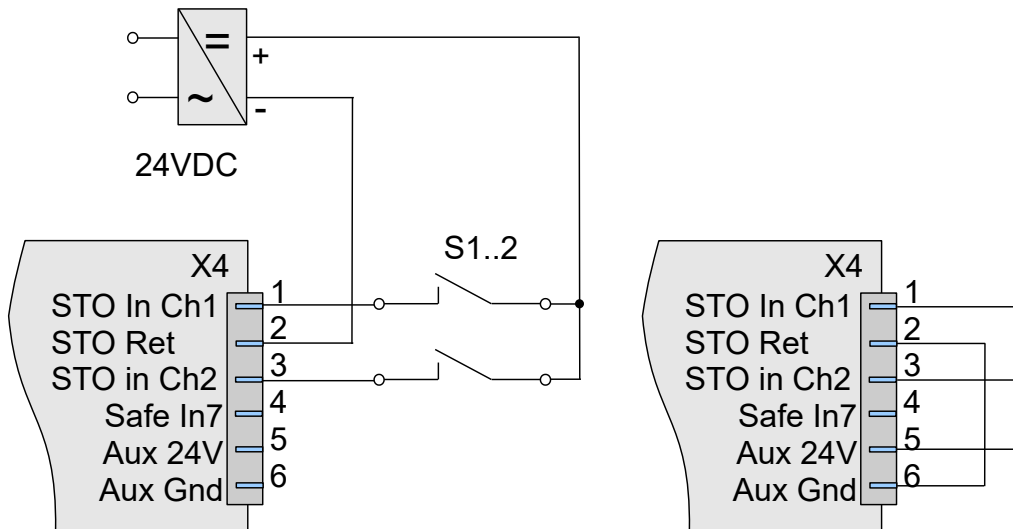 =
+
~
-
24VDC
S1..2
X4
STO In Ch1 1
STO Ret 2
STO in Ch2 3
Safe In7 4
Aux 24V 5
Aux Gnd 6
X4
STO In Ch1 1
STO Ret 2
STO in Ch2 3
Safe In7 4
Aux 24V 5
Aux Gnd 6